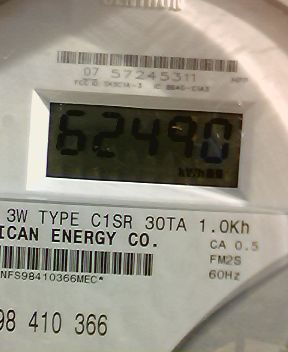 07 57245311
62490
kWhHH
3W TYPE C1SR 30TA 1.0Kh
ICAN ENERGY CO.
CA 0.5
FM2S
60Hz
NFS98410366MEC*
98 410 366